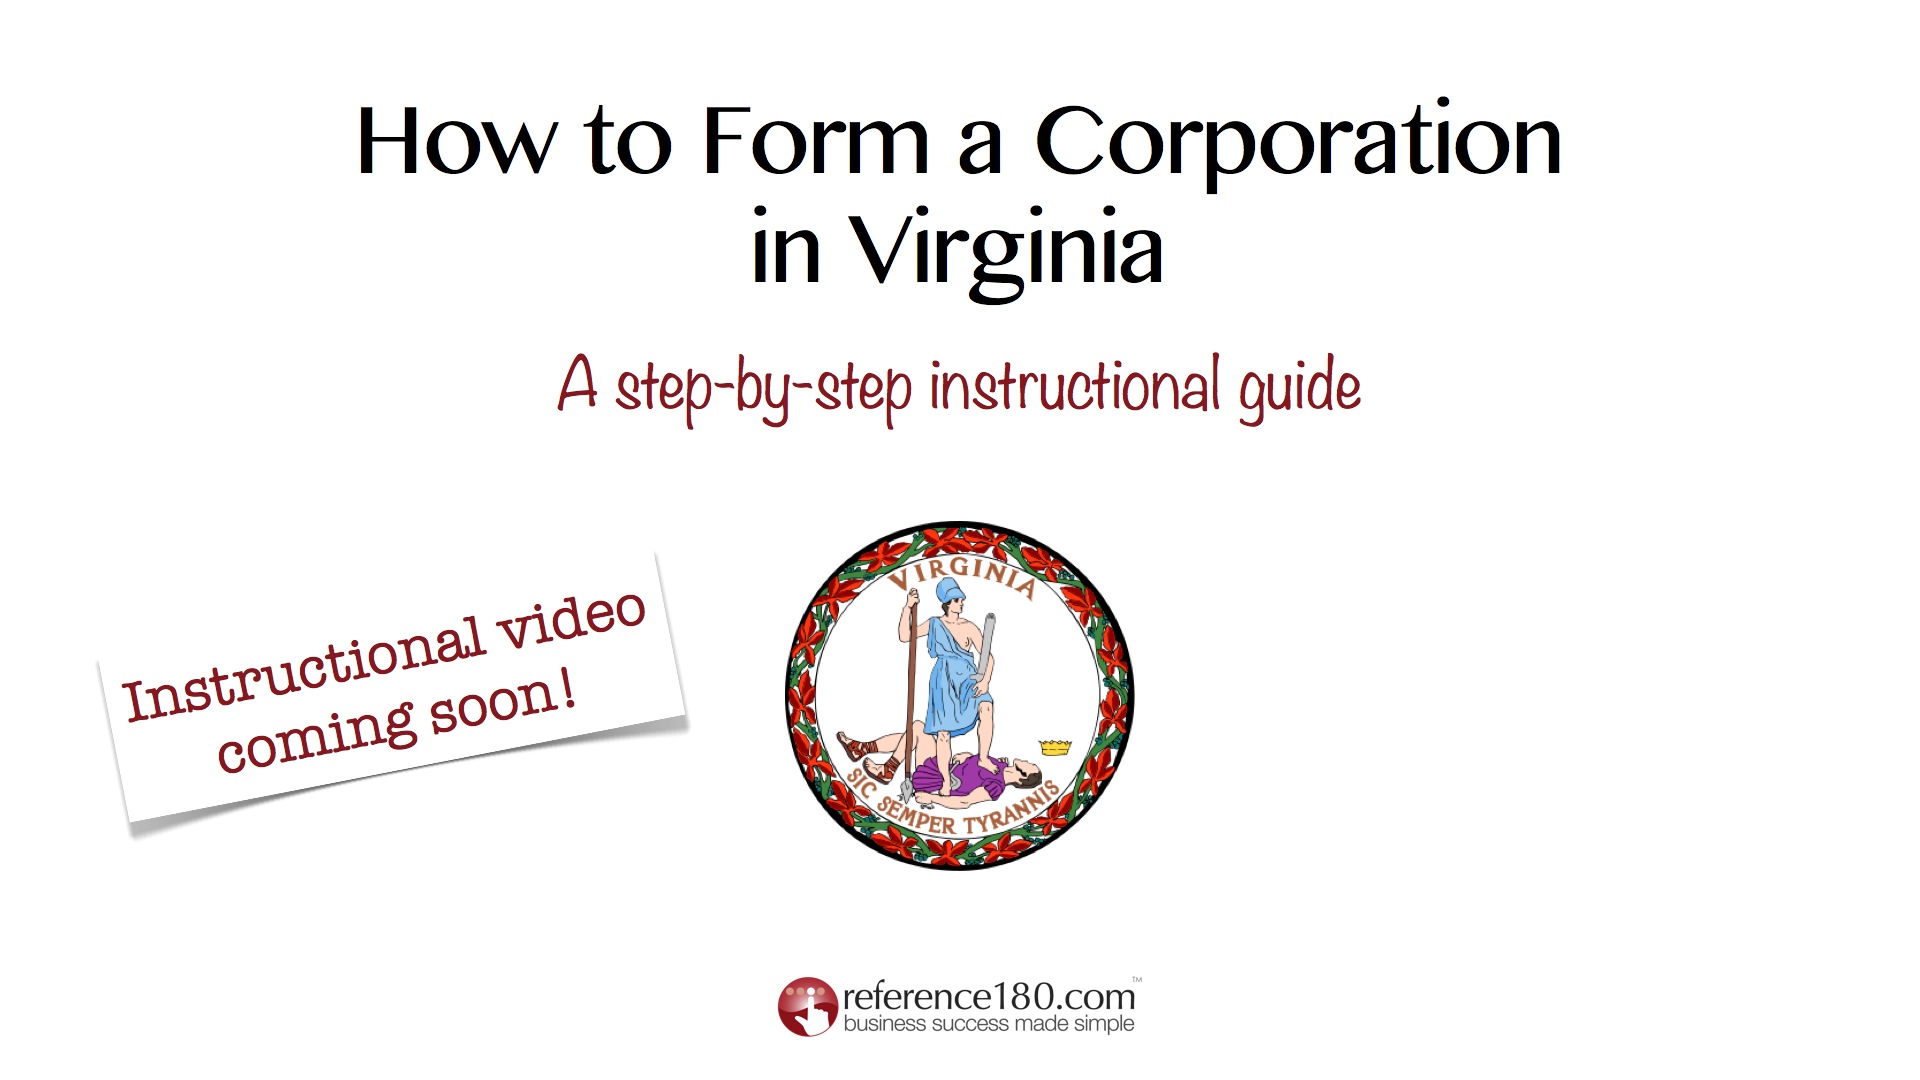 How to Form a Corporation
in Virginia
A step-by-step instructional guide
Instructional video
coming soon!
VIRGINIA
SIC SEMPER TYRANNIS
reference180.com™
business success made simple